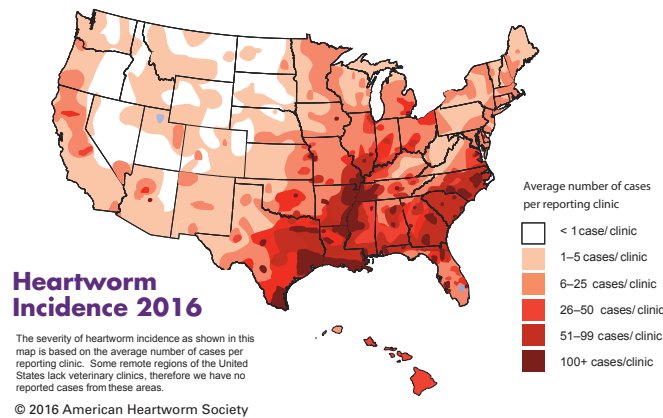 Average number of cases
per reporting clinic
< 1 case/ clinic
1–5 cases/ clinic
6–25 cases/ clinic
26–50 cases/ clinic
51–99 cases/ clinic
100+ cases/clinic
Heartworm
Incidence 2016
The severity of heartworm incidence as shown in this
map is based on the average number of cases per
reporting clinic. Some remote regions of the United
States lack veterinary clinics, therefore we have no
reported cases from these areas.
© 2016 American Heartworm Society